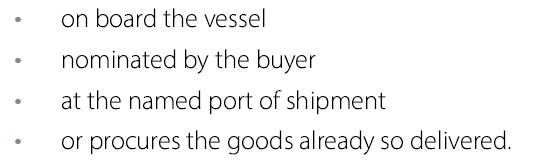 • on board the vessel
• nominated by the buyer
• at the named port of shipment
• or procures the goods already so delivered.